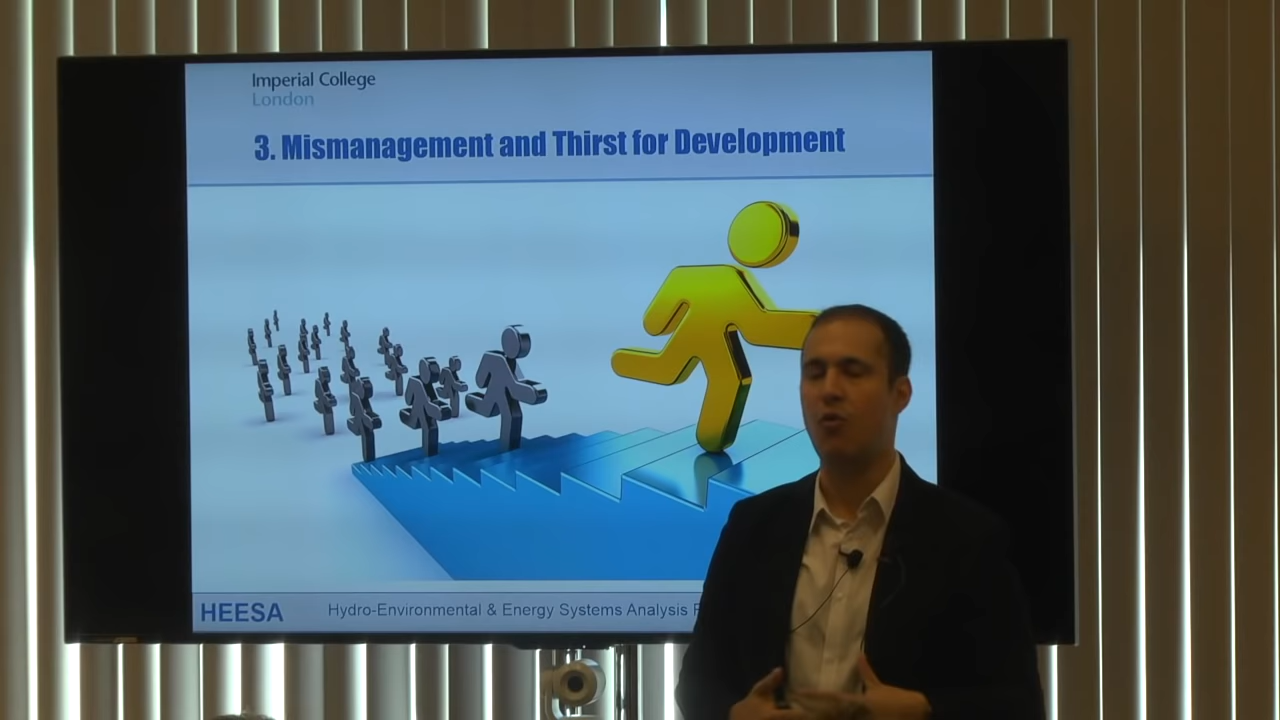 Imperial College
London
3. Mismanagement and Thirst for Development
HEESA
Hydro-Environmental & Energy Systems Analysis